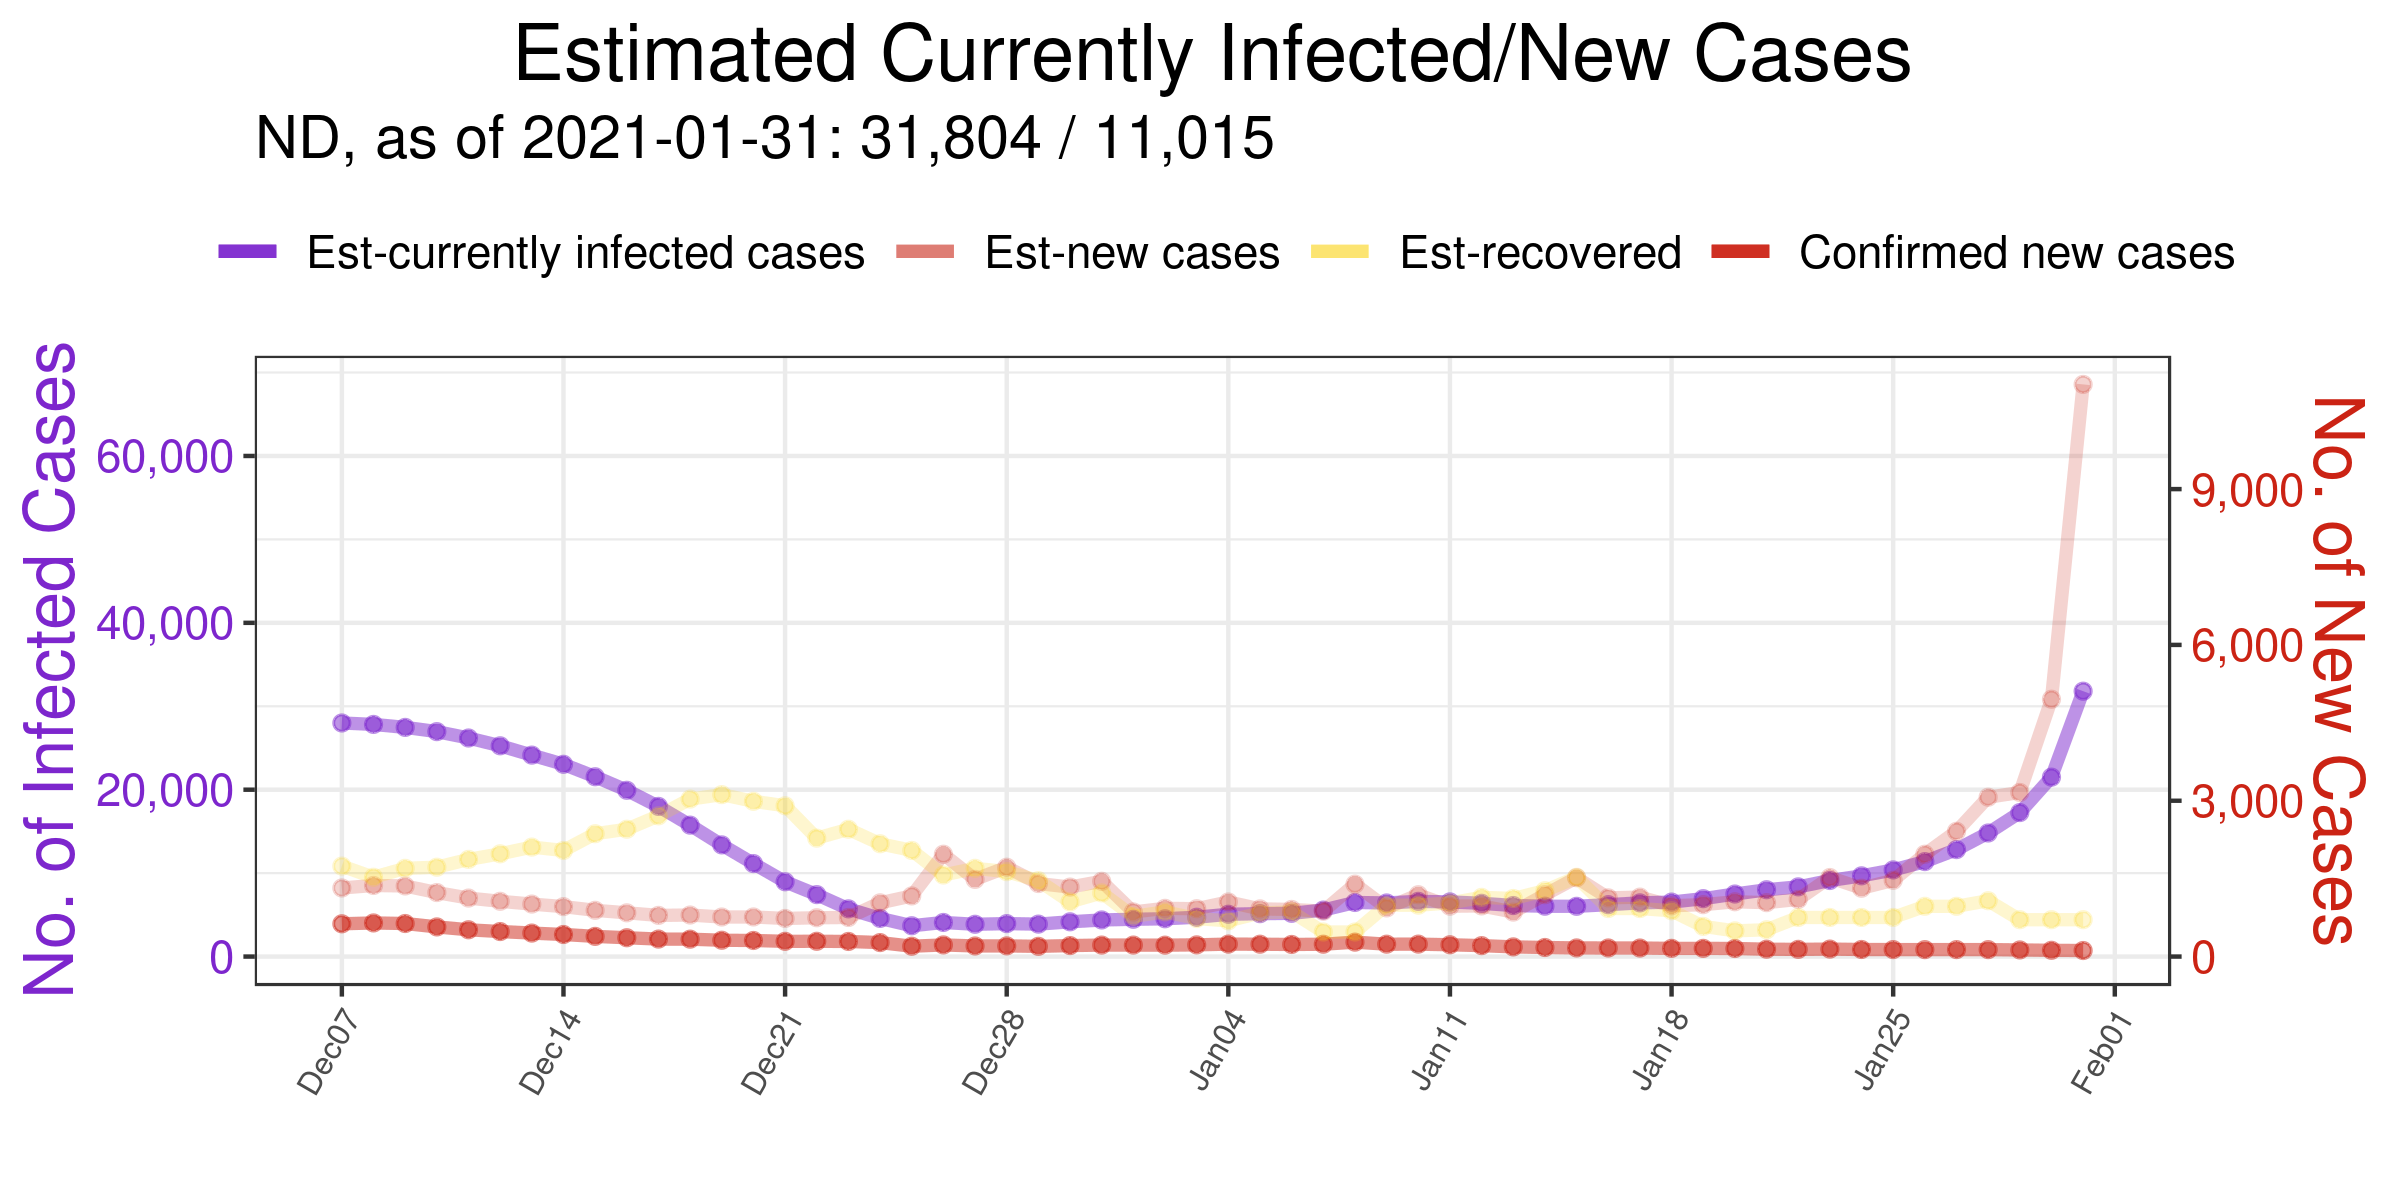 Estimated Currently Infected/New Cases
ND, as of 2021-01-31: 31,804 / 11,015
Est-currently infected cases Est-new cases Est-recovered Confirmed new cases
No. of Infected Cases
60,000
40,000
20,000
0
No. of New Cases
9,000
6,000
3,000
0
Dec07 Dec14 Dec21 Dec28 Jan04 Jan11 Jan18 Jan25 Feb01